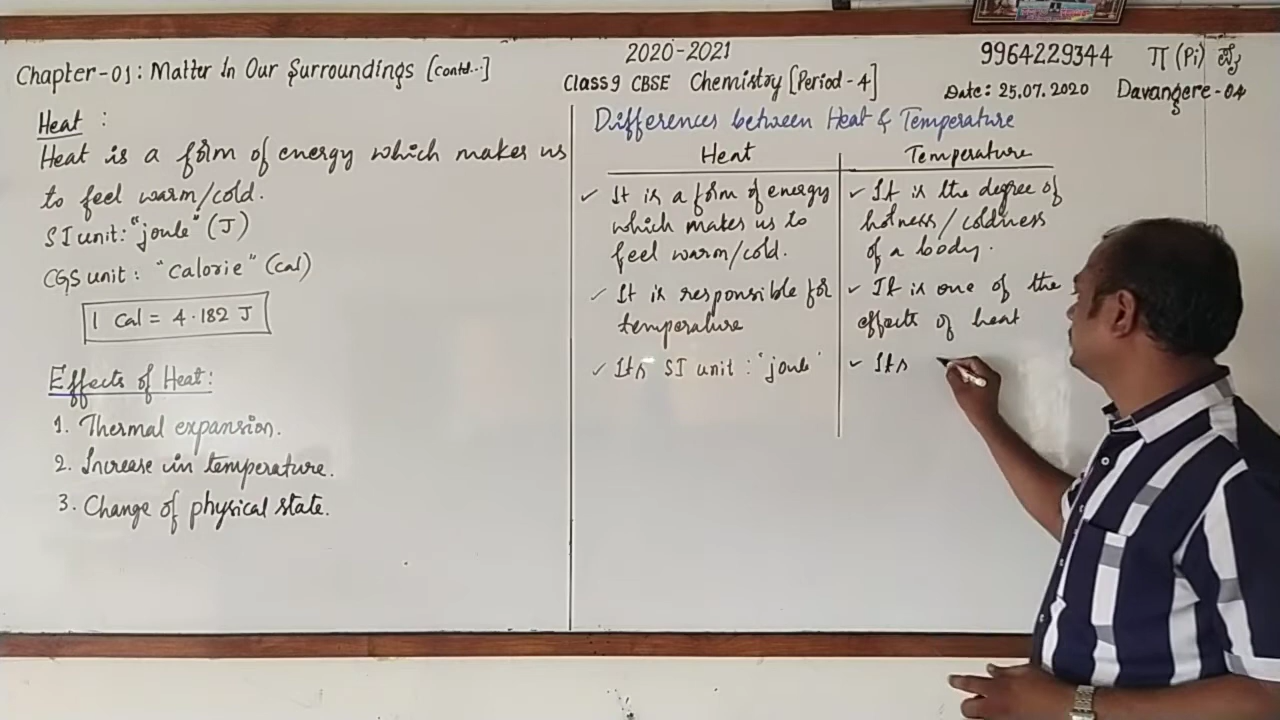 2020-2021
9964229344 π (Pi) ಪೈ
Chapter-01: Matter In Our Surroundings [contd...]
Class 9 CBSE Chemistry [Period - 4]
Date: 25.07.2020 Davangere-04
Heat :
Heat is a form of energy which makes us
to feel warm/cold.
SI unit: "joule" (J)
CGS unit: "Calorie" (Cal)
1 Cal = 4.182 J
Effects of Heat:
1. Thermal expansion.
2. Increase in temperature.
3. Change of physical state.
Differences between Heat & Temperature
Heat
✓ It is a form of energy
which makes us to
feel warm/cold.
✓ It is responsible for
temperature
✓ Its SI unit: "joule"
Temperature
✓ It is the degree of
hotness/coldness
of a body.
✓ It is one of the
effects of heat
✓ Its